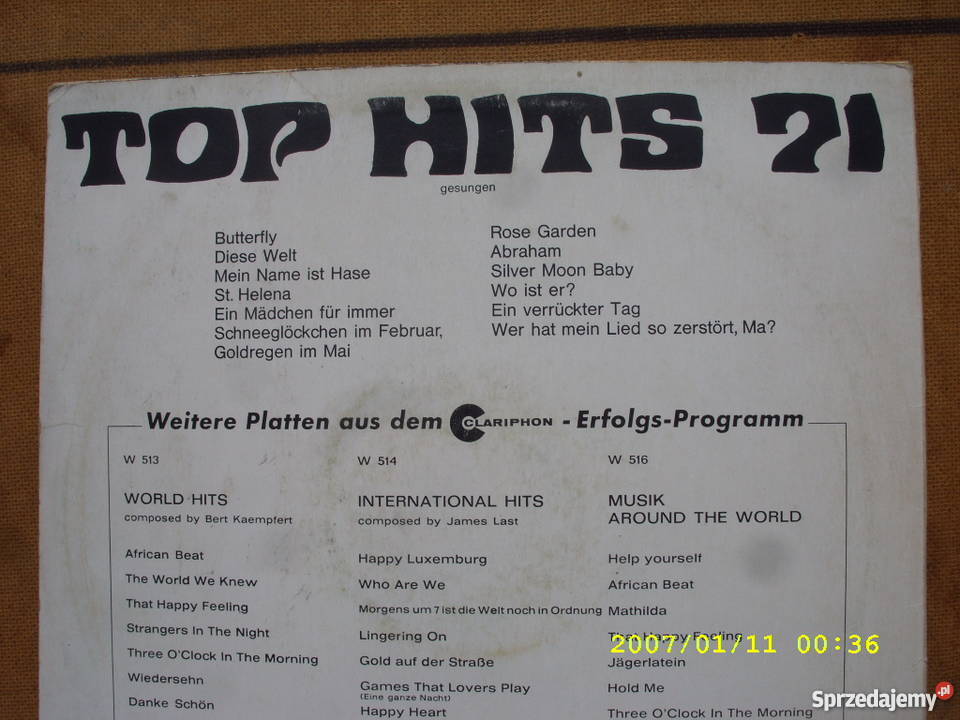 TOP HITS 71
gesungen
Butterfly
Diese Welt
Mein Name ist Hase
St. Helena
Ein Mädchen für immer
Schneeglöckchen im Februar,
Goldregen im Mai
Rose Garden
Abraham
Silver Moon Baby
Wo ist er?
Ein verrückter Tag
Wer hat mein Lied so zerstört, Ma?
Weitere Platten aus dem CLARIPHON - Erfolgs-Programm
W 513
WORLD HITS
composed by Bert Kaempfert
African Beat
The World We Knew
That Happy Feeling
Strangers In The Night
Three O'Clock In The Morning
Wiedersehn
Danke Schön
W 514
INTERNATIONAL HITS
composed by James Last
Happy Luxemburg
Who Are We
Morgens um 7 ist die Welt noch in Ordnung
Lingering On
Gold auf der Straße
Games That Lovers Play
(Eine ganze Nacht)
Happy Heart
W 516
MUSIK
AROUND THE WORLD
Help yourself
African Beat
Mathilda
That Happy Feeling
Jägerlatein
Hold Me
Three O'Clock In The Morning
2007/01/11 00:36
Sprzedajemy.pl